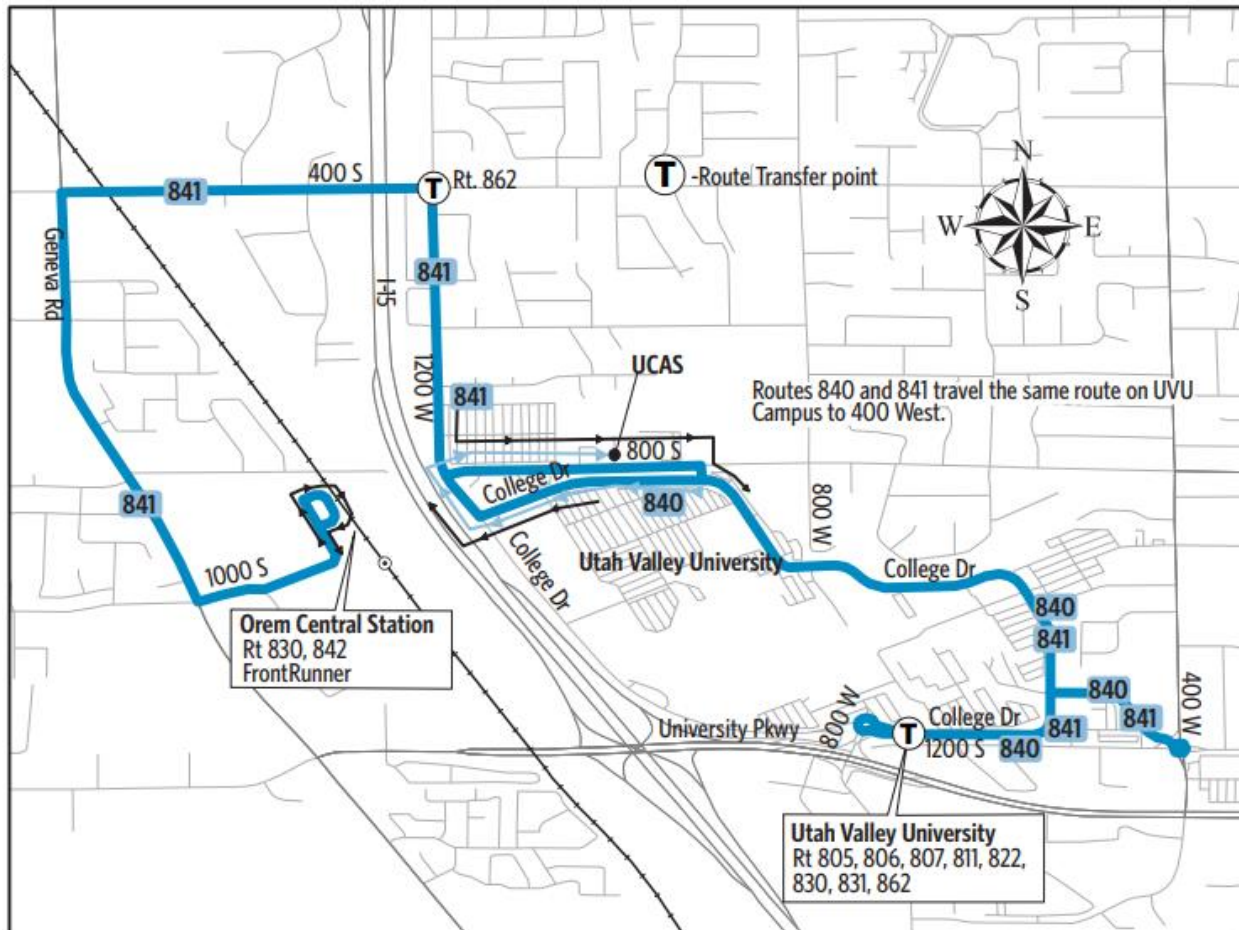 400 S
841
T
Rt. 862
T
-Route Transfer point
N
W
E
S
Geneva Rd
I-15
841
1200 W
841
UCAS
800 S
Routes 840 and 841 travel the same route on UVU
Campus to 400 West.
College Dr
840
800 W
841
1000 S
College Dr
Utah Valley University
College Dr
840
841
Orem Central Station
Rt 830, 842
FrontRunner
840
841
400 W
800 W
University Pkwy
T
College Dr
1200 S
840
841
Utah Valley University
Rt 805, 806, 807, 811, 822,
830, 831, 862